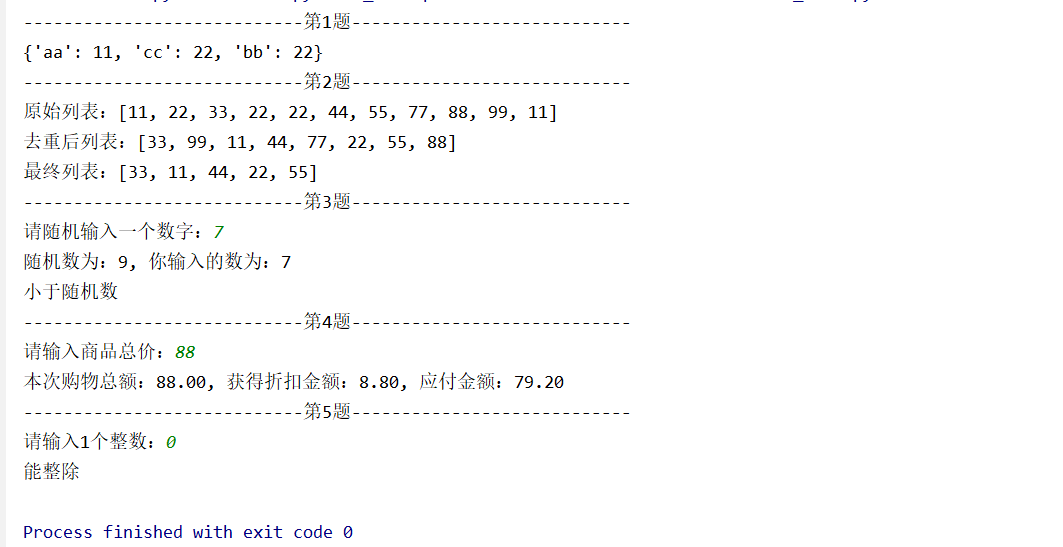 ----------------------------第1题----------------------------
{'aa': 11, 'cc': 22, 'bb': 22}
----------------------------第2题----------------------------
原始列表：[11, 22, 33, 22, 22, 44, 55, 77, 88, 99, 11]
去重后列表：[33, 99, 11, 44, 77, 22, 55, 88]
最终列表：[33, 11, 44, 22, 55]
----------------------------第3题----------------------------
请随机输入一个数字：7
随机数为：9, 你输入的数为：7
小于随机数
----------------------------第4题----------------------------
请输入商品总价：88
本次购物总额：88.00, 获得折扣金额：8.80, 应付金额：79.20
----------------------------第5题----------------------------
请输入1个整数：0
能整除
Process finished with exit code 0